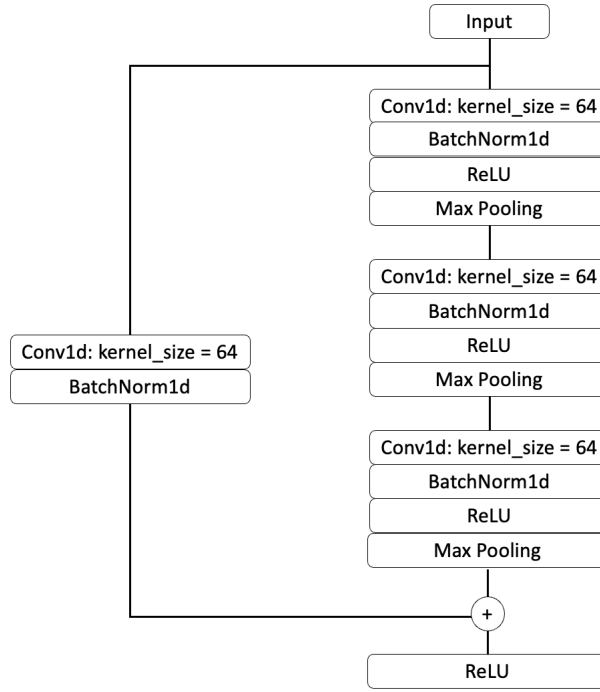 Input
Conv1d: kernel_size = 64
BatchNorm1d
ReLU
Max Pooling
Conv1d: kernel_size = 64
BatchNorm1d
ReLU
Max Pooling
Conv1d: kernel_size = 64
BatchNorm1d
Conv1d: kernel_size = 64
BatchNorm1d
ReLU
Max Pooling
+
ReLU